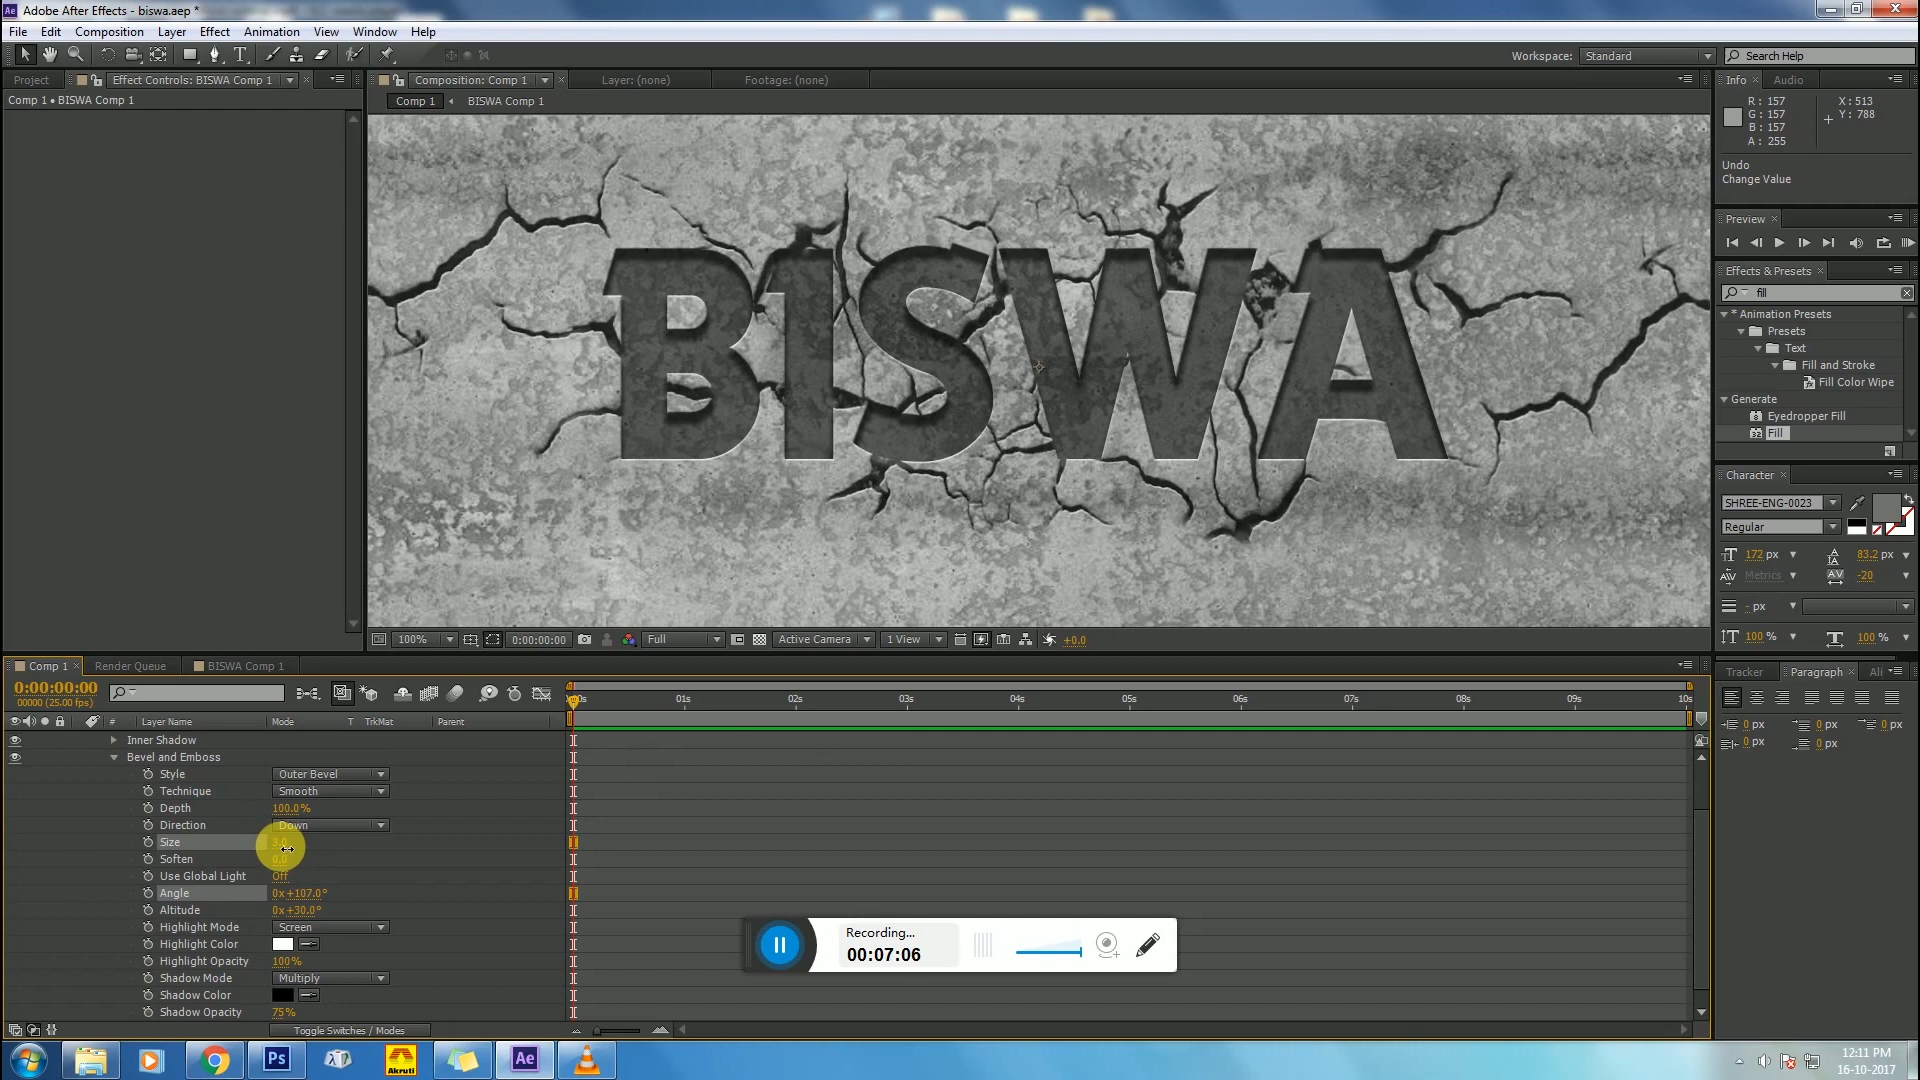 Adobe After Effects - biswa.aep *
File Edit Composition Layer Effect Animation View Window Help
Workspace: Standard Search Help
Project Effect Controls: BISWA Comp 1
Comp 1 • BISWA Comp 1
Composition: Comp 1 Layer: (none) Footage: (none)
Comp 1 BISWA Comp 1
BISWA
100% 0:00:00:00 Full Active Camera 1 View +0.0
Info Audio
R: 157 X: 513
G: 157 Y: 788
B: 157
A: 255
Undo
Change Value
Preview
Effects & Presets
fill
* Animation Presets
Presets
Text
Fill and Stroke
Fill Color Wipe
Generate
Eyedropper Fill
Fill
Character
SHREE-ENG-0023
Regular
172 px 83.2 px
Metrics -20
- px
100 % 100 %
Tracker Paragraph Ali
0 px 0 px 0 px
0 px 0 px
Comp 1 Render Queue BISWA Comp 1
0:00:00:00
00000 (25.00 fps)
01s 02s 03s 04s 05s 06s 07s 08s 09s 10s
# Layer Name Mode T TrkMat Parent
Inner Shadow
Bevel and Emboss
Style Outer Bevel
Technique Smooth
Depth 100.0%
Direction Down
Size 3.0
Soften 0.0
Use Global Light Off
Angle 0x+107.0°
Altitude 0x+30.0°
Highlight Mode Screen
Highlight Color
Highlight Opacity 100%
Shadow Mode Multiply
Shadow Color
Shadow Opacity 75%
Toggle Switches / Modes
Recording...
00:07:06
Ps Akruti Ae
12:11 PM
16-10-2017